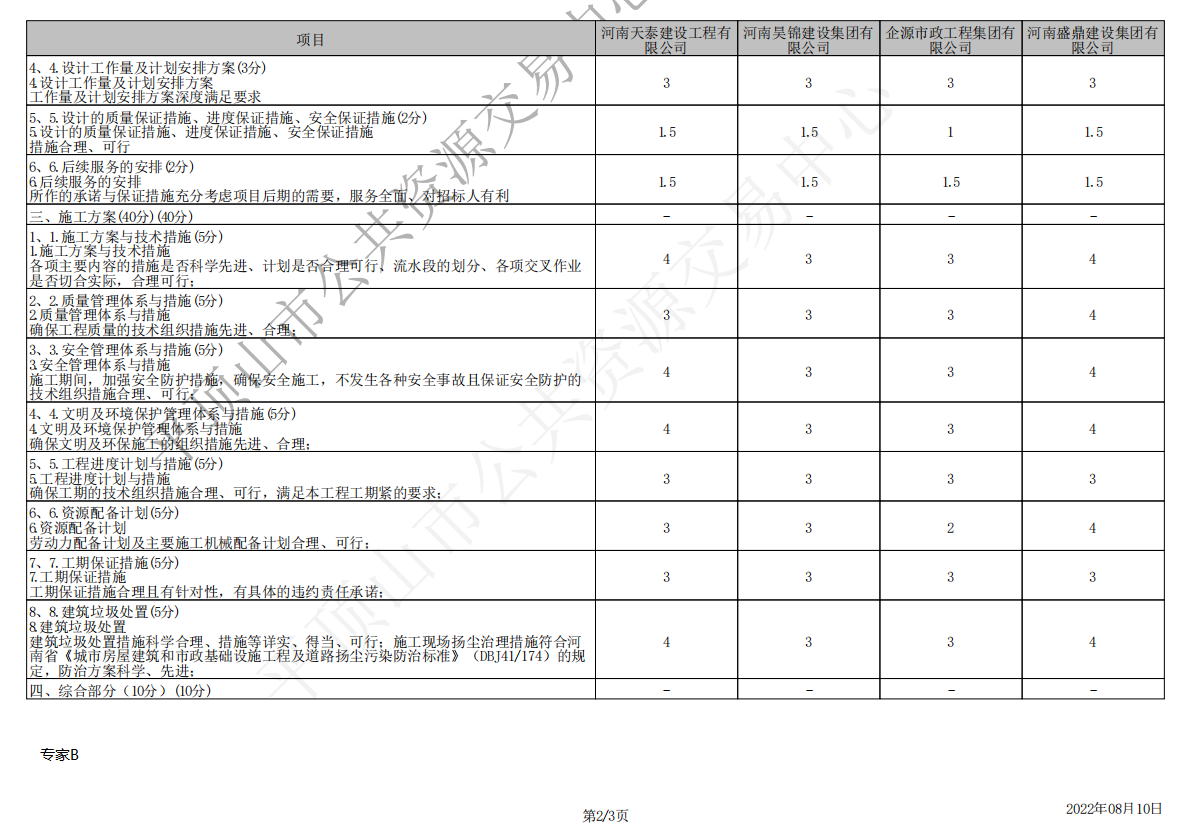 项目
河南天泰建设工程有
限公司
河南昊锦建设集团有
限公司
企源市政工程集团有
限公司
河南盛鼎建设集团有
限公司
4、4.设计工作量及计划安排方案(3分)
4.设计工作量及计划安排方案
工作量及计划安排方案深度满足要求
3
3
3
3
5、5.设计的质量保证措施、进度保证措施、安全保证措施(2分)
5.设计的质量保证措施、进度保证措施、安全保证措施
措施合理、可行
1.5
1.5
1
1.5
6、6.后续服务的安排(2分)
6.后续服务的安排
所作的承诺与保证措施充分考虑项目后期的需要，服务全面、对招标人有利
1.5
1.5
1.5
1.5
三、施工方案(40分)(40分)
-
-
-
-
1、1.施工方案与技术措施(5分)
1.施工方案与技术措施
各项主要内容的措施是否科学先进、计划是否合理可行、流水段的划分、各项交叉作业
是否切合实际，合理可行；
4
3
3
4
2、2.质量管理体系与措施(5分)
2.质量管理体系与措施
确保工程质量的技术组织措施先进、合理；
3
3
3
4
3、3.安全管理体系与措施(5分)
3.安全管理体系与措施
施工期间，加强安全防护措施，确保安全施工，不发生各种安全事故且保证安全防护的
技术组织措施合理、可行；
4
3
3
4
4、4.文明及环境保护管理体系与措施(5分)
4.文明及环境保护管理体系与措施
确保文明及环保施工的组织措施先进、合理；
4
3
3
4
5、5.工程进度计划与措施(5分)
5.工程进度计划与措施
确保工期的技术组织措施合理、可行，满足本工程工期紧的要求；
3
3
3
3
6、6.资源配备计划(5分)
6.资源配备计划
劳动力配备计划及主要施工机械配备计划合理、可行；
3
3
2
4
7、7.工期保证措施(5分)
7.工期保证措施
工期保证措施合理且有针对性，有具体的违约责任承诺；
3
3
3
3
8、8.建筑垃圾处置(5分)
8.建筑垃圾处置
建筑垃圾处置措施科学合理、措施等详实、得当、可行；施工现场扬尘治理措施符合河
南省《城市房屋建筑和市政基础设施工程及道路扬尘污染防治标准》（DBJ41/174）的规
定，防治方案科学、先进；
4
3
3
4
四、综合部分（10分）(10分)
-
-
-
-
平顶山市公共资源交易中心
平顶山市公共资源交易中心
专家B
第2/3页
2022年08月10日